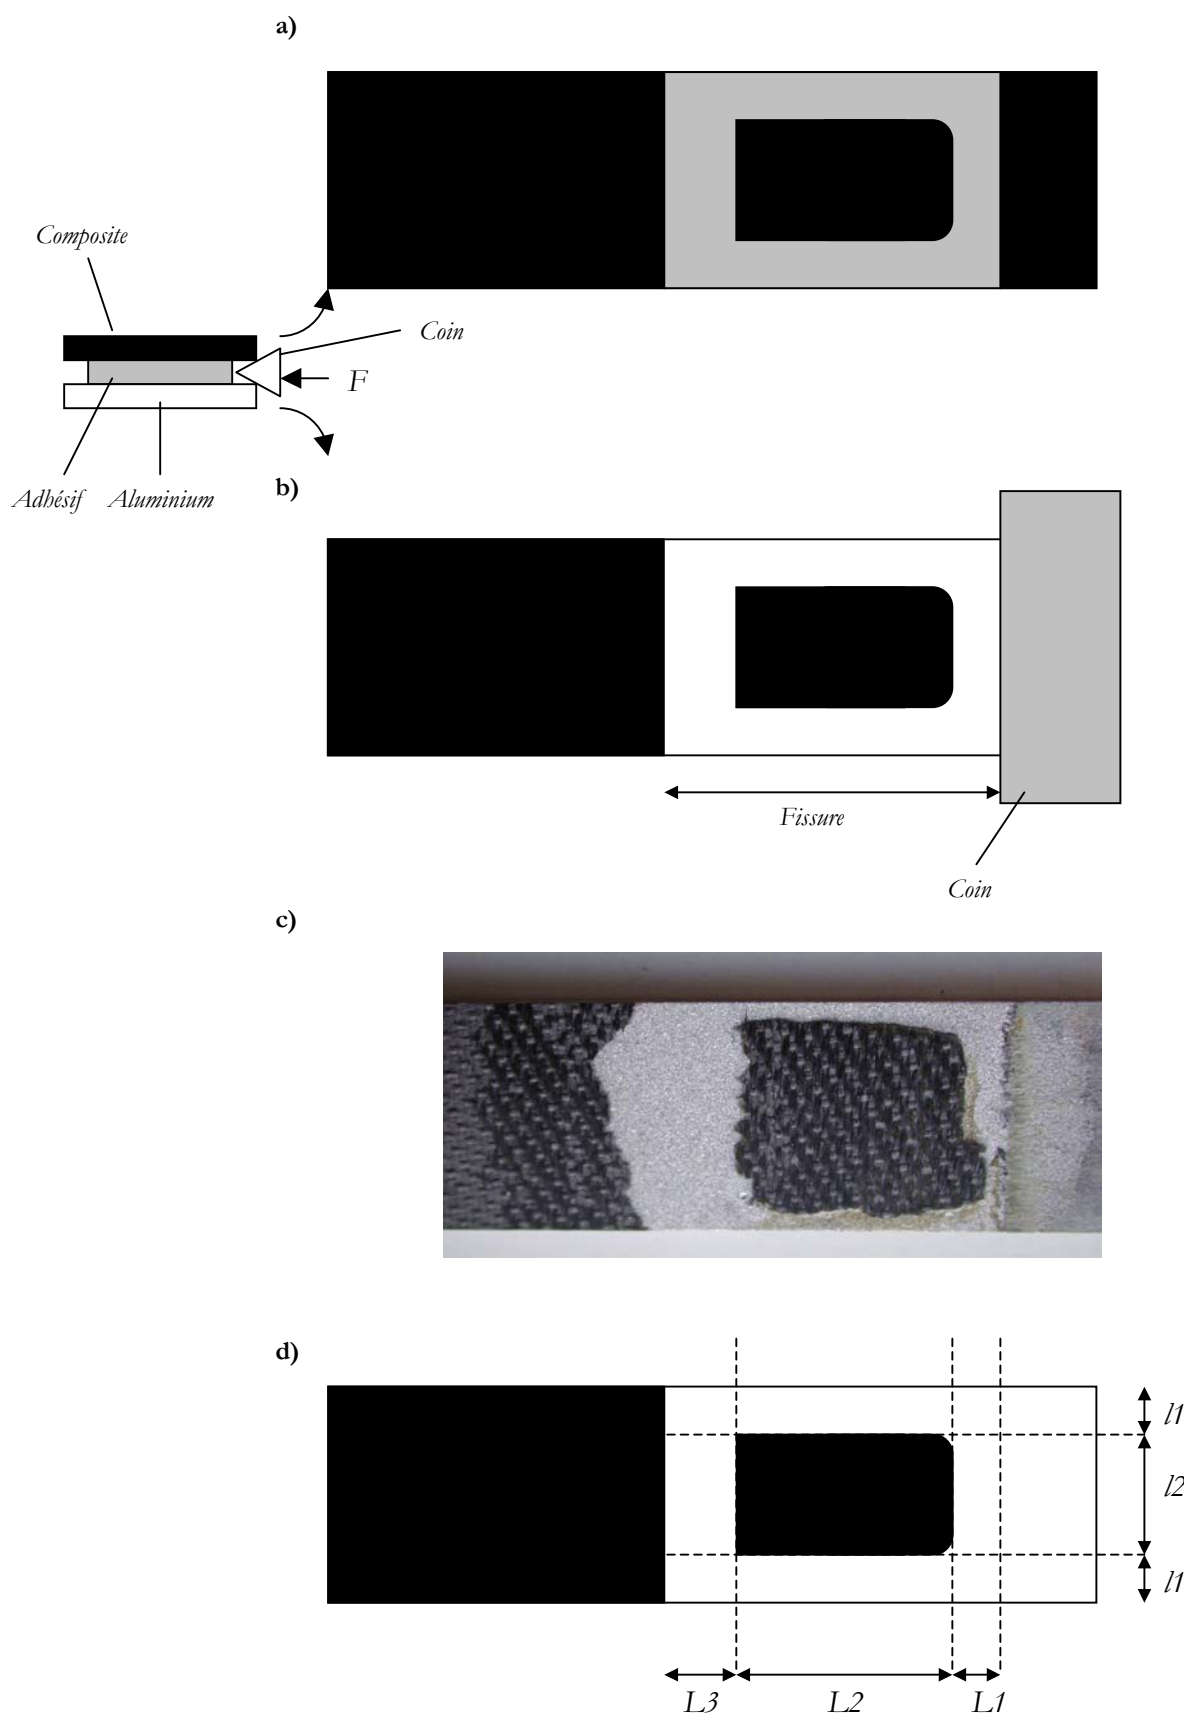 a)
Composite
Coin
F
Adhésif
Aluminium
b)
Fissure
Coin
c)
d)
l1
l2
l1
L3
L2
L1